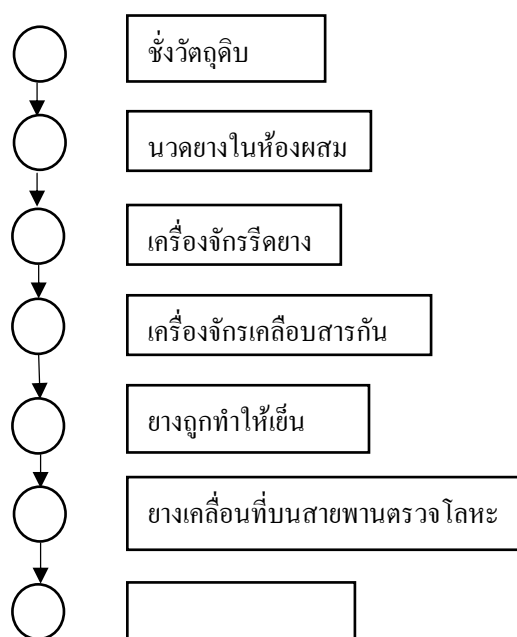 ชั่งวัตถุดิบ
นวดยางในห้องผสม
เครื่องจักรรีดยาง
เครื่องจักรเคลือบสารกัน
ยางถูกทำให้เย็น
ยางเคลื่อนที่บนสายพานตรวจโลหะ